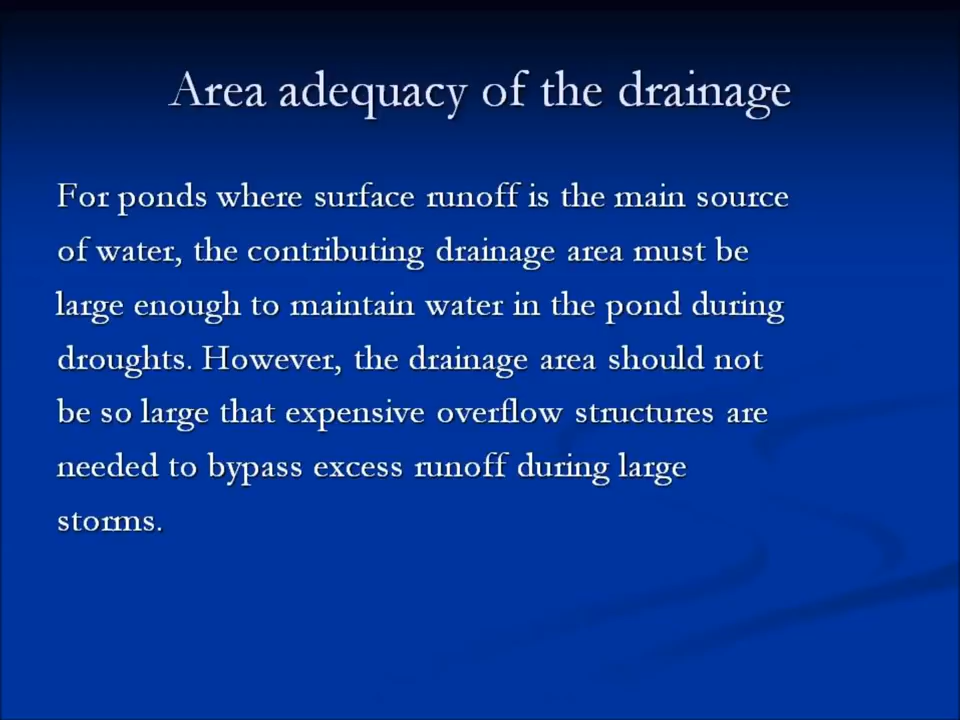 Area adequacy of the drainage
For ponds where surface runoff is the main source
of water, the contributing drainage area must be
large enough to maintain water in the pond during
droughts. However, the drainage area should not
be so large that expensive overflow structures are
needed to bypass excess runoff during large
storms.